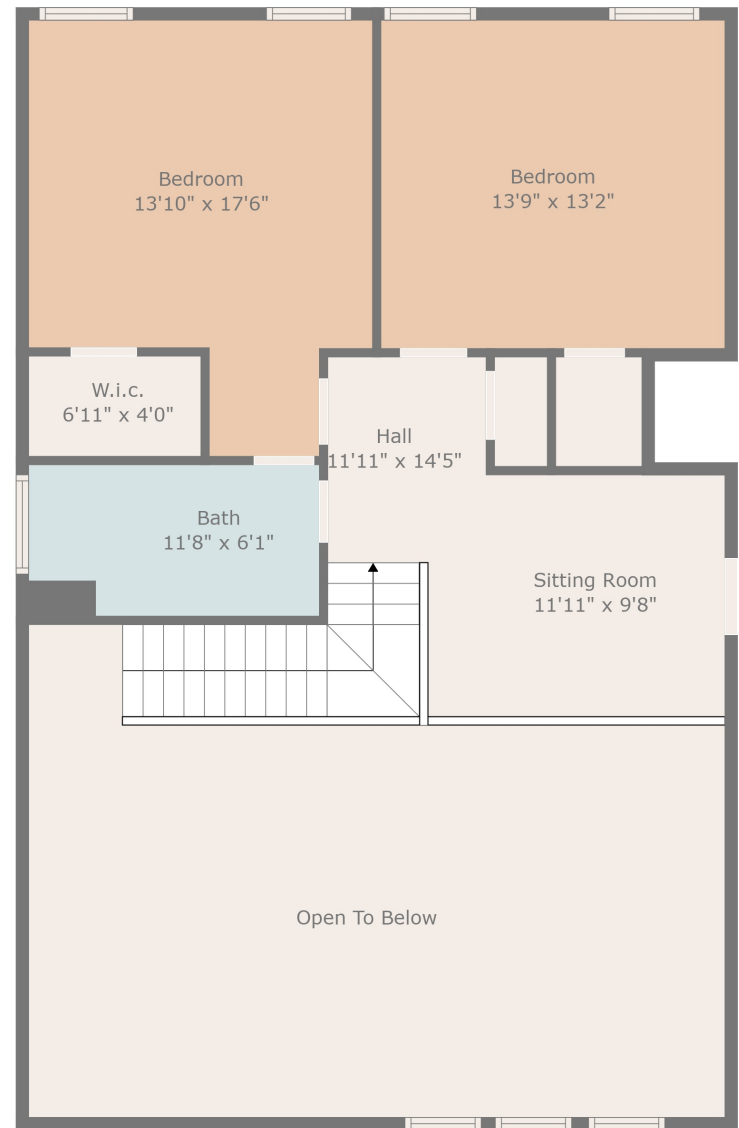 Bedroom
13'10" x 17'6"
Bedroom
13'9" x 13'2"
W.i.c.
6'11" x 4'0"
Hall
11'11" x 14'5"
Bath
11'8" x 6'1"
Sitting Room
11'11" x 9'8"
Open To Below